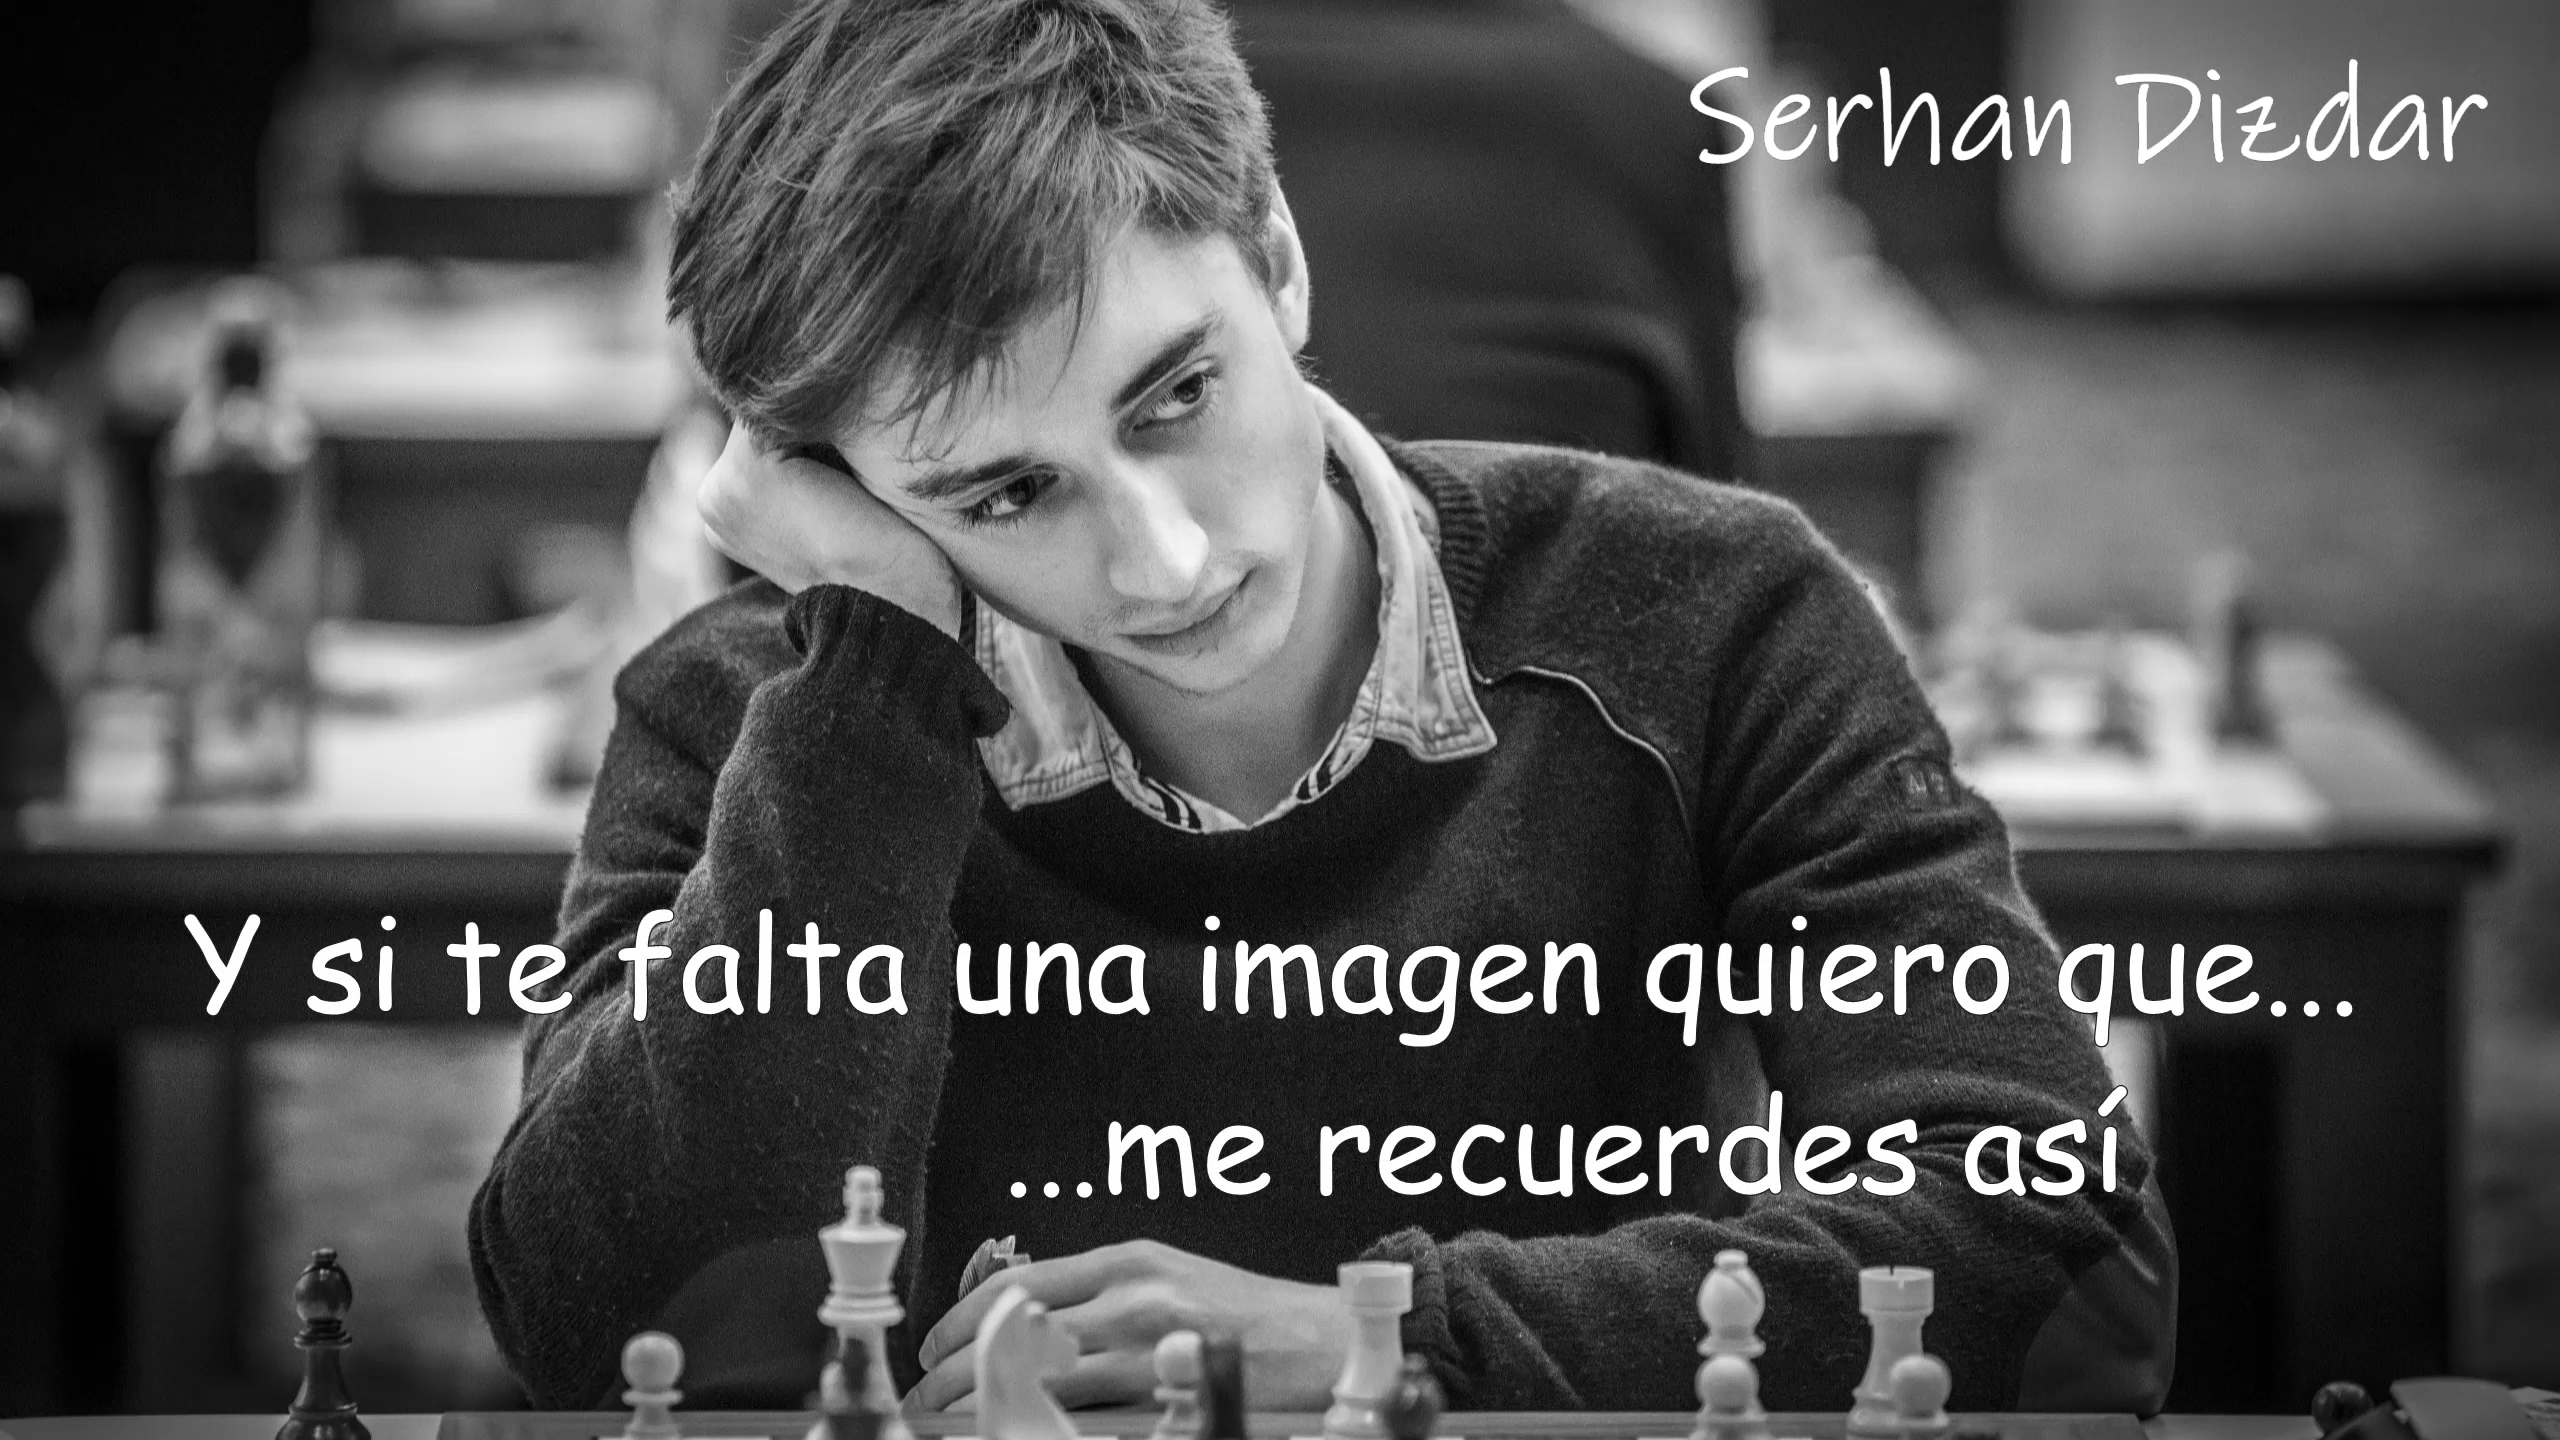 Serhan Dizdar
Y si te falta una imagen quiero que...
...me recuerdes así